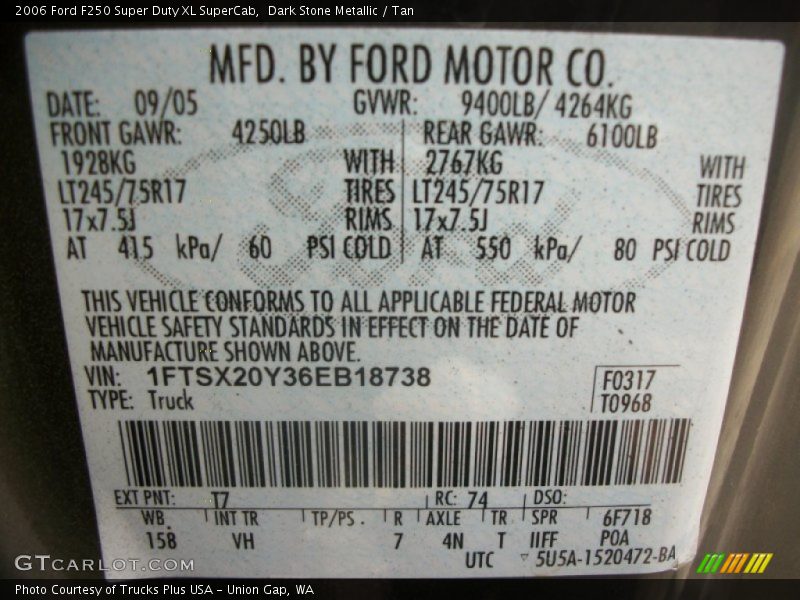 2006 Ford F250 Super Duty XL SuperCab,  Dark Stone Metallic / Tan
MFD. BY FORD MOTOR CO.
DATE: 09/05 GVWR: 9400LB/ 4264KG
FRONT GAWR: 4250LB REAR GAWR: 6100LB
1928KG WITH 2767KG WITH
LT245/75R17 TIRES LT245/75R17 TIRES
17x7.5J RIMS 17x7.5J RIMS
AT 415 kPa/ 60 PSI COLD AT 550 kPa/ 80 PSI COLD
THIS VEHICLE CONFORMS TO ALL APPLICABLE FEDERAL MOTOR
VEHICLE SAFETY STANDARDS IN EFFECT ON THE DATE OF
MANUFACTURE SHOWN ABOVE.
VIN: 1FTSX20Y36EB18738 F0317
TYPE: Truck T0968
EXT PNT: T7 RC: 74 DSO:
WB INT TR TP/PS R AXLE TR SPR 6F718
158 VH 7 4N T IIFF POA
UTC 5U5A-1520472-BA
GTCARLOT.COM
Photo Courtesy of Trucks Plus USA - Union Gap, WA